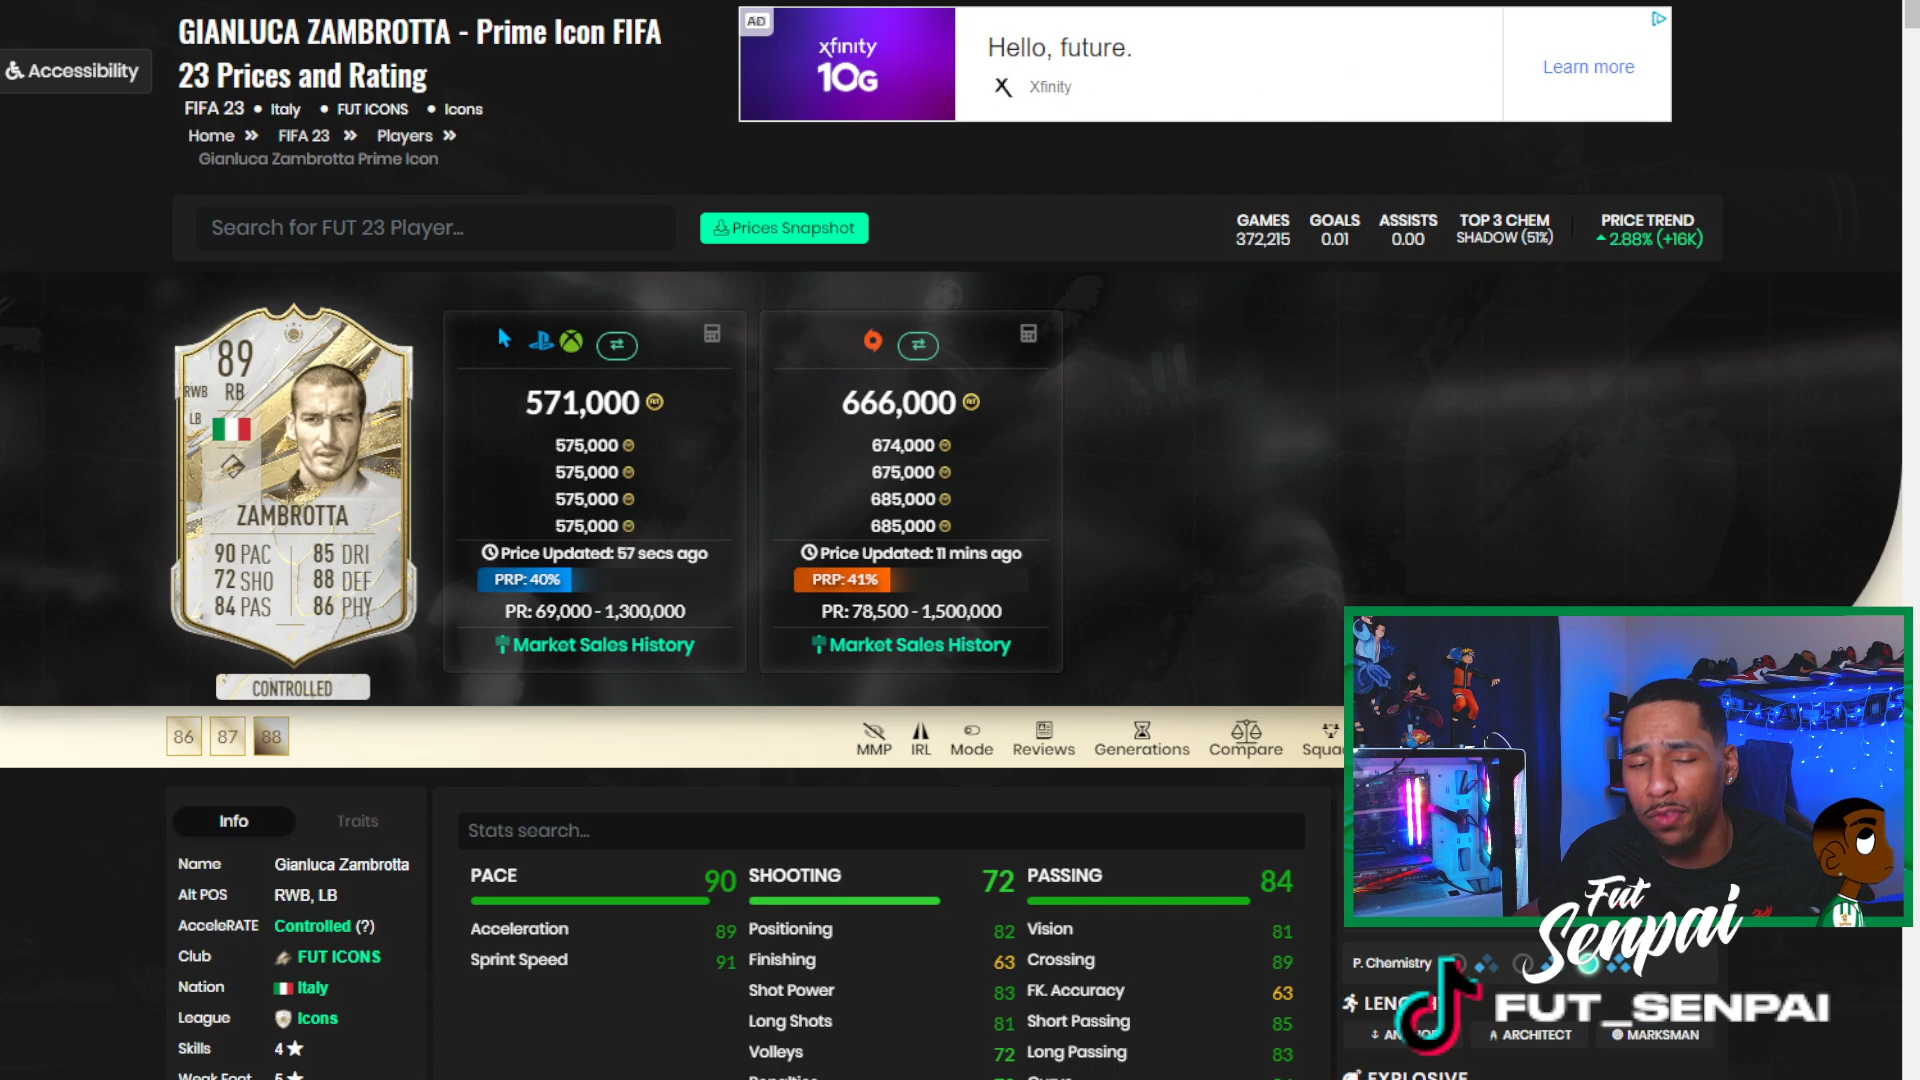 GIANLUCA ZAMBROTTA - Prime Icon FIFA
23 Prices and Rating
Accessibility
FIFA 23 • Italy • FUT ICONS • Icons
Home » FIFA 23 » Players »
Gianluca Zambrotta Prime Icon
AD
xfinity
10G
Hello, future.
Xfinity
Learn more
Search for FUT 23 Player...
Prices Snapshot
GAMES GOALS ASSISTS TOP 3 CHEM PRICE TREND
372,215 0.01 0.00 SHADOW (51%) 2.88% (+16K)
89
RWB RB
LB
ZAMBROTTA
90 PAC 85 DRI
72 SHO 88 DEF
84 PAS 86 PHY
CONTROLLED
571,000
575,000
575,000
575,000
575,000
Price Updated: 57 secs ago
PRP: 40%
PR: 69,000 - 1,300,000
Market Sales History
666,000
674,000
675,000
685,000
685,000
Price Updated: 11 mins ago
PRP: 41%
PR: 78,500 - 1,500,000
Market Sales History
86 87 88
MMP IRL Mode Reviews Generations Compare
Info Traits
Name Gianluca Zambrotta
Alt POS RWB, LB
AcceleRATE Controlled (?)
Club FUT ICONS
Nation Italy
League Icons
Skills 4 ★
Weak Foot 5 ★
Stats search...
PACE 90 SHOOTING 72 PASSING 84
Acceleration 89 Positioning 82 Vision 81
Sprint Speed 91 Finishing 63 Crossing 89
Shot Power 83 FK. Accuracy 63
Long Shots 81 Short Passing 85
Volleys 72 Long Passing 83
Penalties
Curve
Fut
Senpai
P. Chemistry
FUT_SENPAI
ARCHITECT MARKSMAN
EXPLOSIVE